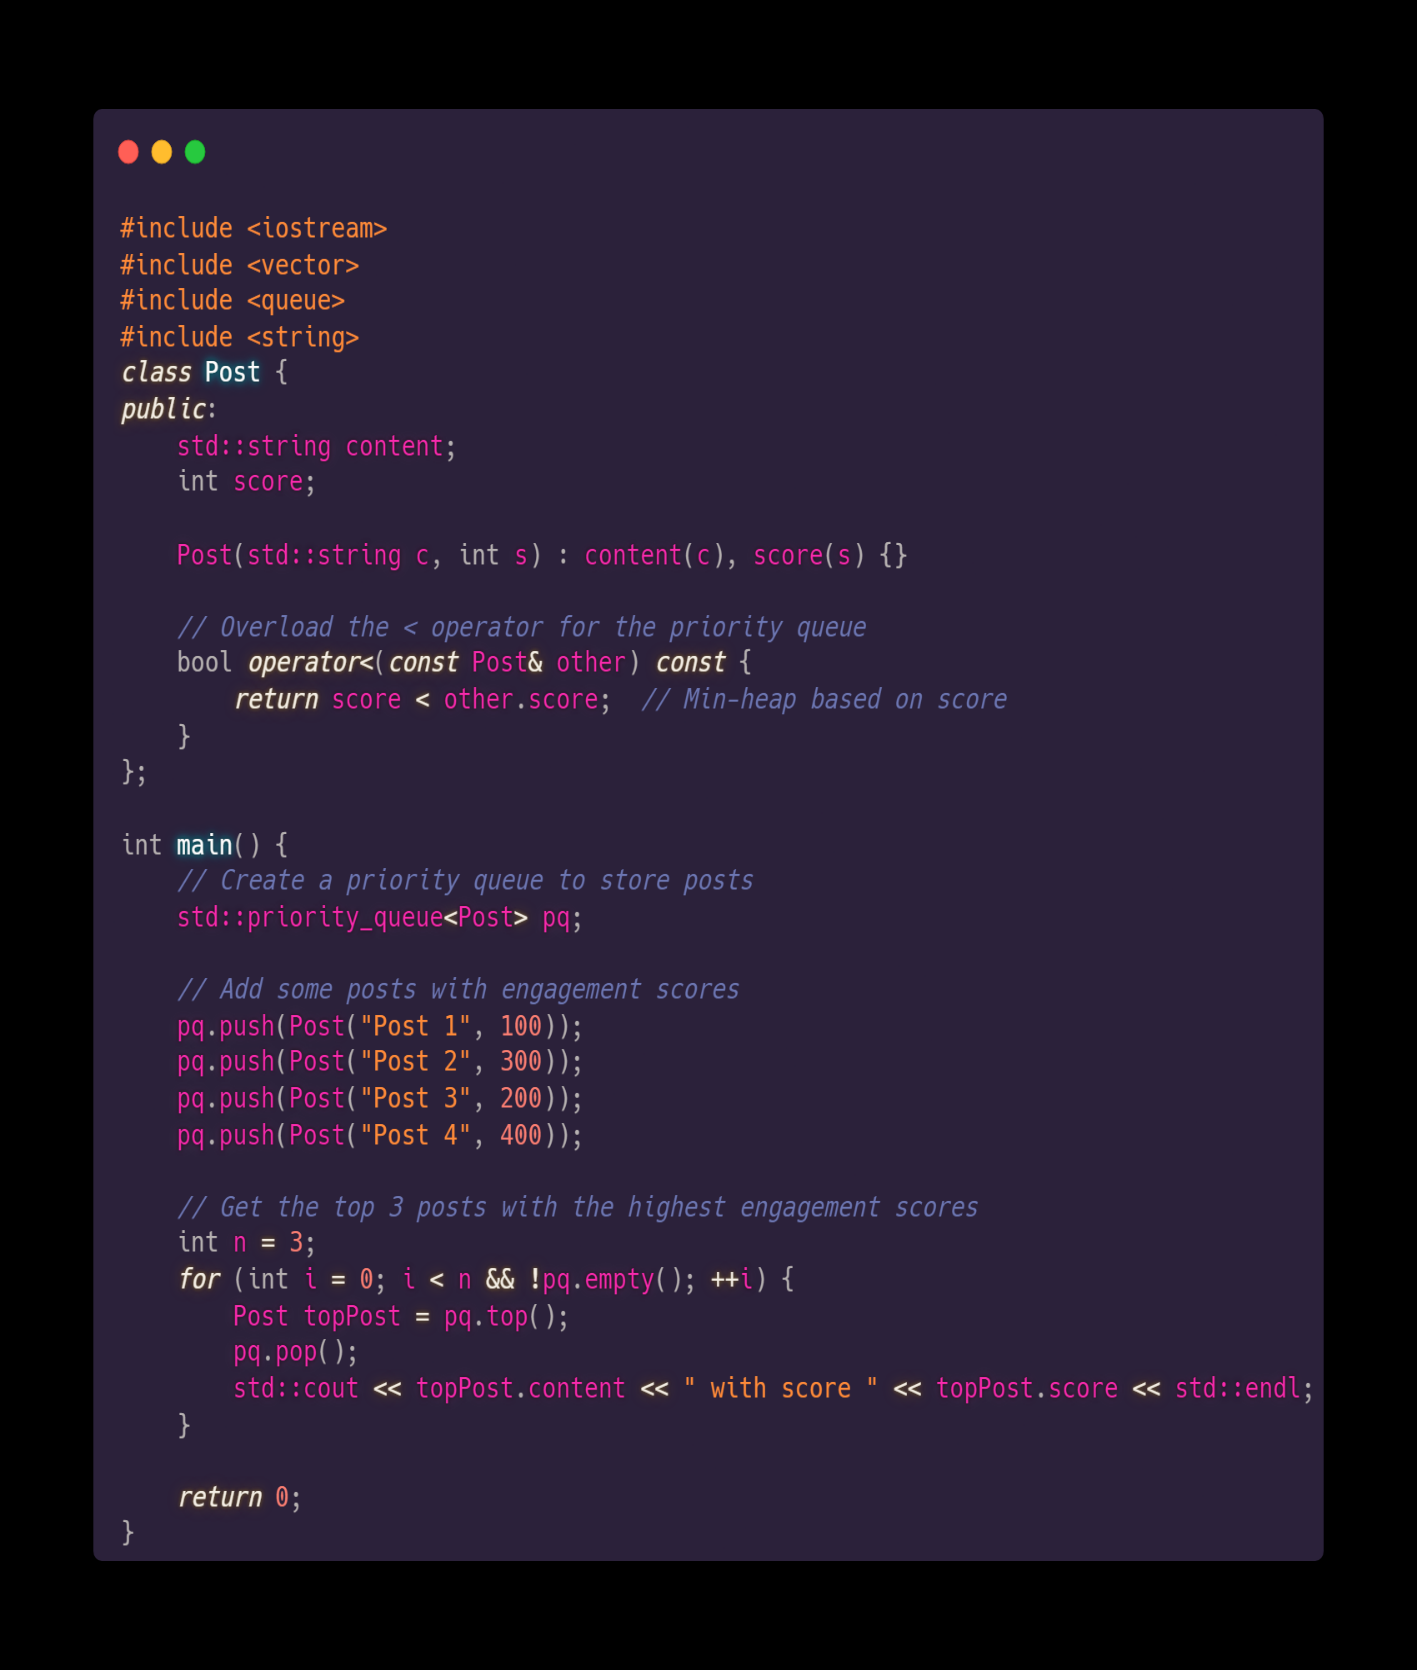 #include <iostream>
#include <vector>
#include <queue>
#include <string>
class Post {
public:
    std::string content;
    int score;

    Post(std::string c, int s) : content(c), score(s) {}

    // Overload the < operator for the priority queue
    bool operator<(const Post& other) const {
        return score < other.score;  // Min-heap based on score
    }
};

int main() {
    // Create a priority queue to store posts
    std::priority_queue<Post> pq;

    // Add some posts with engagement scores
    pq.push(Post("Post 1", 100));
    pq.push(Post("Post 2", 300));
    pq.push(Post("Post 3", 200));
    pq.push(Post("Post 4", 400));

    // Get the top 3 posts with the highest engagement scores
    int n = 3;
    for (int i = 0; i < n && !pq.empty(); ++i) {
        Post topPost = pq.top();
        pq.pop();
        std::cout << topPost.content << " with score " << topPost.score << std::endl;
    }

    return 0;
}